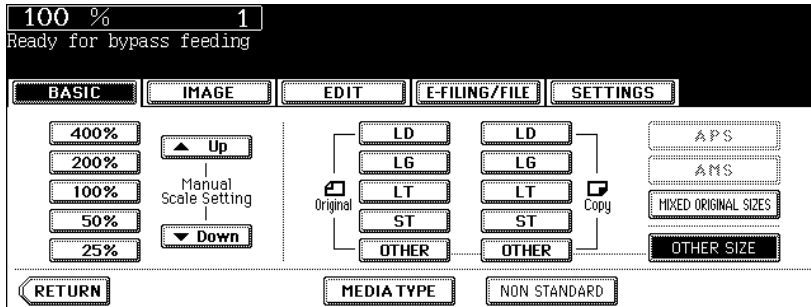 100 % 1
Ready for bypass feeding
BASIC IMAGE EDIT E-FILING/FILE SETTINGS
400% Up LD LD APS
200% LG LG AMS
100% Manual Scale Setting Original LT LT Copy MIXED ORIGINAL SIZES
50% ST ST
25% Down OTHER OTHER OTHER SIZE
RETURN MEDIA TYPE NON STANDARD